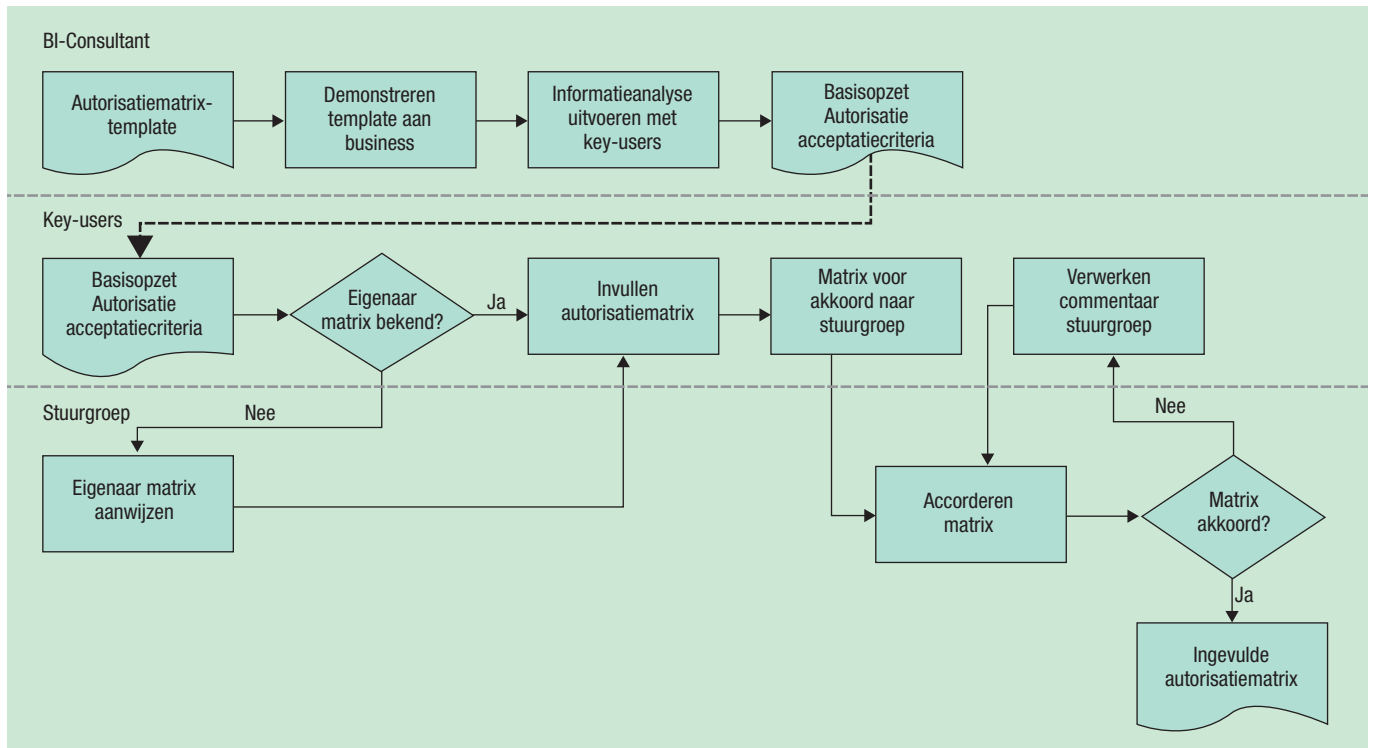 BI-Consultant
Autorisatiematrix-
template
Demonstreren
template aan
business
Informatieanalyse
uitvoeren met
key-users
Basisopzet
Autorisatie
acceptatiecriteria
Key-users
Basisopzet
Autorisatie
acceptatiecriteria
Eigenaar
matrix bekend?
Ja
Invullen
autorisatiematrix
Matrix voor
akkoord naar
stuurgroep
Verwerken
commentaar
stuurgroep
Stuurgroep
Nee
Eigenaar matrix
aanwijzen
Accorderen
matrix
Nee
Matrix
akkoord?
Ja
Ingevulde
autorisatiematrix